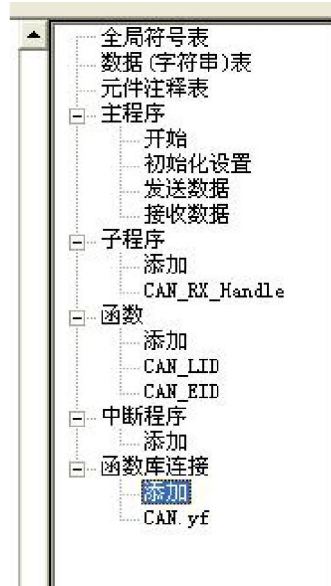 全局符号表
数据(字符串)表
元件注释表
主程序
开始
初始化设置
发送数据
接收数据
子程序
添加
CAN_RX_Handle
函数
添加
CAN_LID
CAN_EID
中断程序
添加
函数库连接
添加
CAN.yf